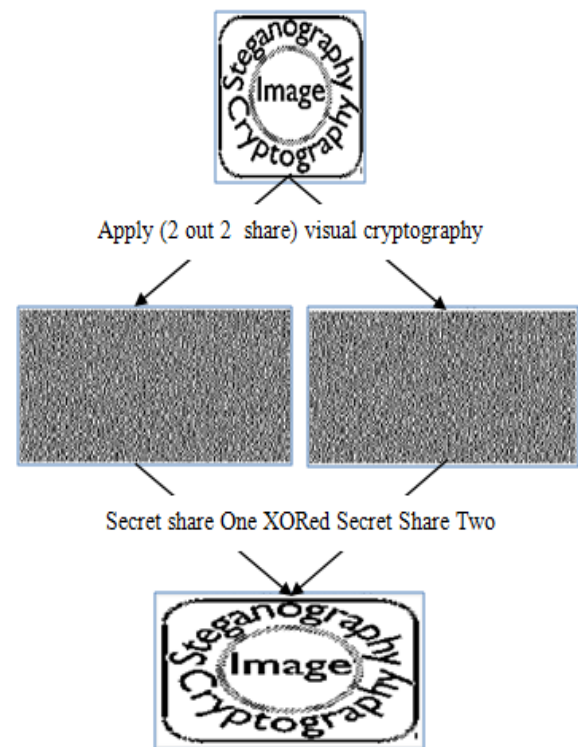 Steganography
Image
Cryptography
Apply (2 out 2 share) visual cryptography
Secret share One XORed Secret Share Two
Steganography
Image
Cryptography